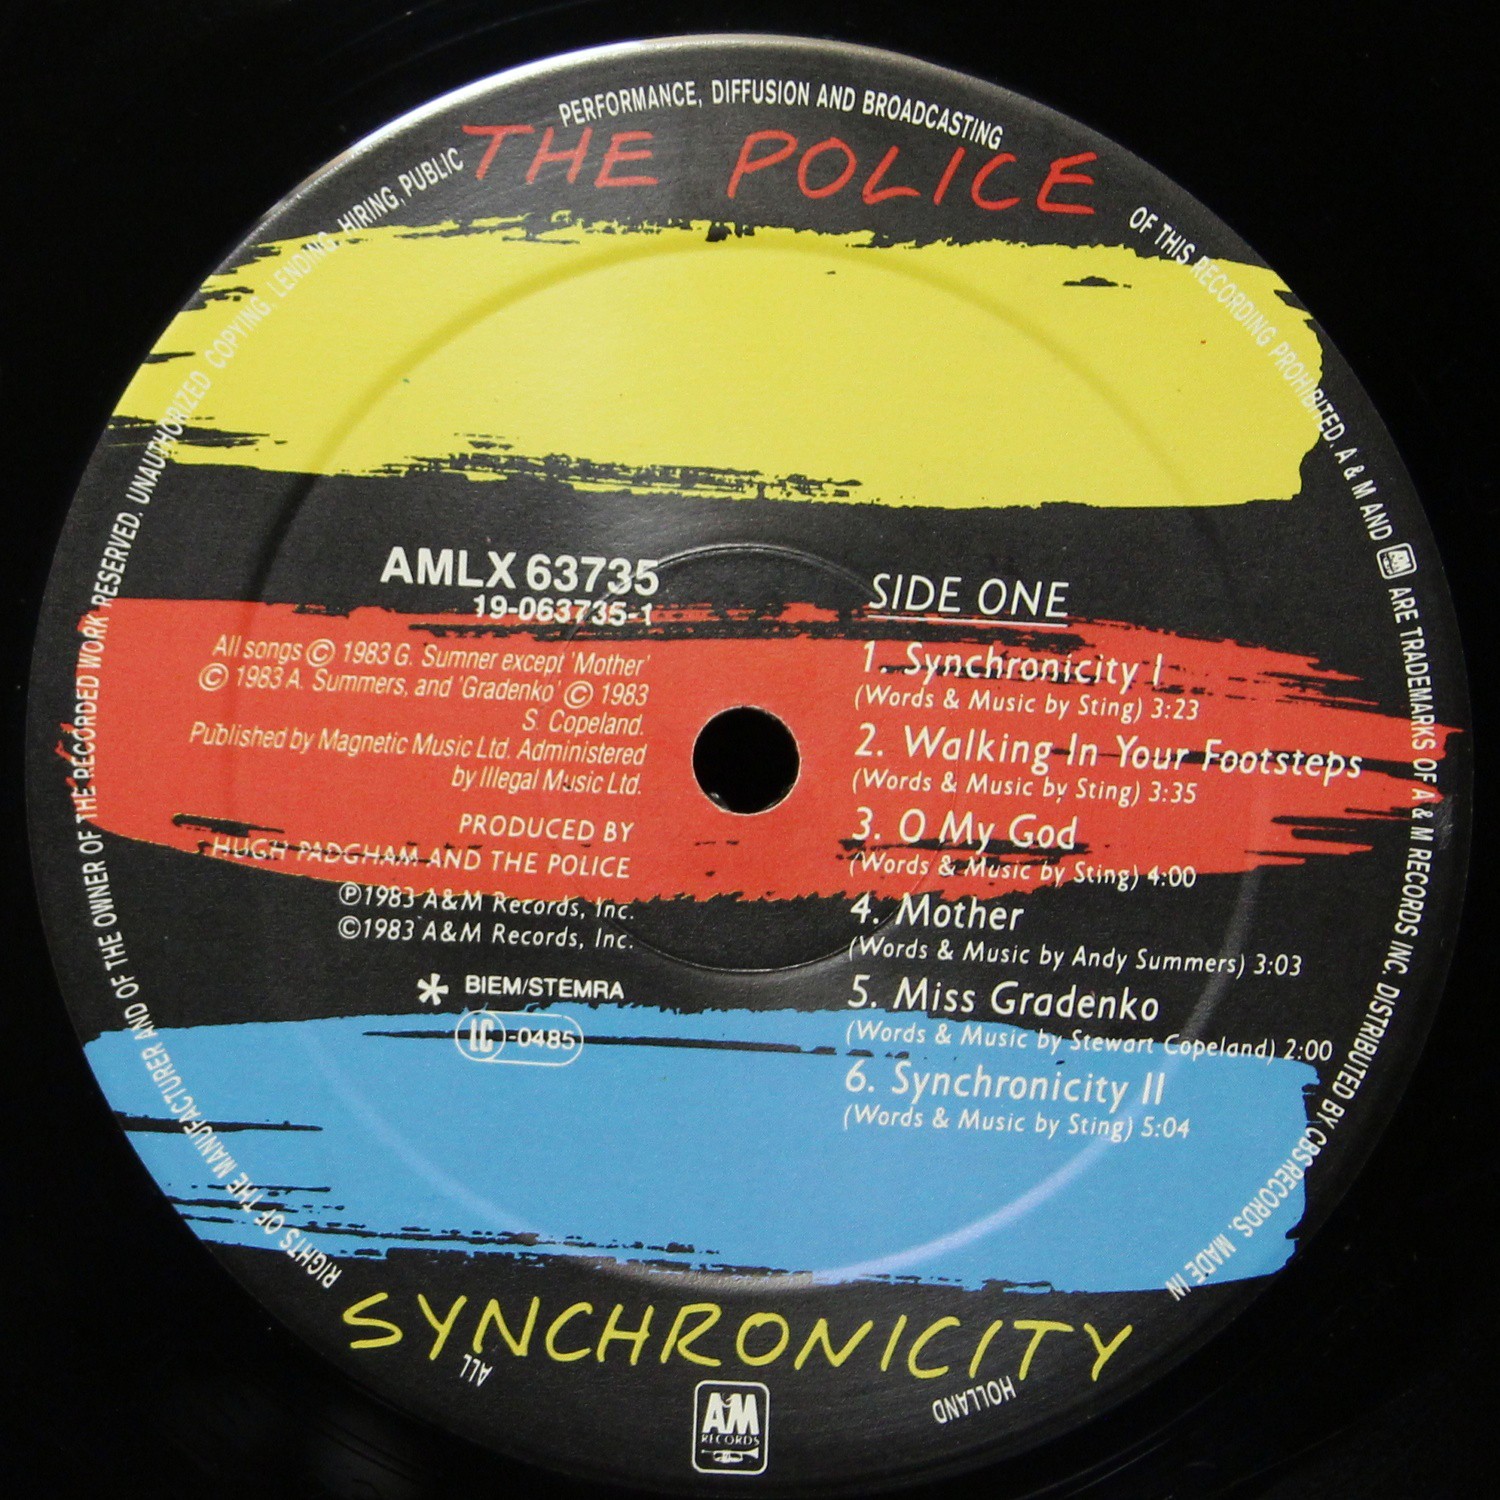 THE POLICE
AMLX 63735
19-063735-1
All songs © 1983 G. Sumner except 'Mother'
© 1983 A. Summers, and 'Gradenko' © 1983
S. Copeland.
Published by Magnetic Music Ltd. Administered
by Illegal Music Ltd.
PRODUCED BY
HUGH PADGHAM AND THE POLICE
℗1983 A&M Records, Inc.
©1983 A&M Records, Inc.
* BIEM/STEMRA
LC-0485
SIDE ONE
1. Synchronicity I
(Words & Music by Sting) 3:23
2. Walking In Your Footsteps
(Words & Music by Sting) 3:35
3. O My God
(Words & Music by Sting) 4:00
4. Mother
(Words & Music by Andy Summers) 3:03
5. Miss Gradenko
(Words & Music by Stewart Copeland) 2:00
6. Synchronicity II
(Words & Music by Sting) 5:04
SYNCHRONICITY
A&M
RECORDS
ALL RIGHTS OF THE MANUFACTURER AND OF THE OWNER OF THE RECORDED WORK RESERVED. UNAUTHORIZED COPYING, LENDING, HIRING, PUBLIC PERFORMANCE, DIFFUSION AND BROADCASTING OF THIS RECORDING PROHIBITED. A & M AND A&M ARE TRADEMARKS OF A & M RECORDS INC. DISTRIBUTED BY CBS RECORDS. MADE IN HOLLAND